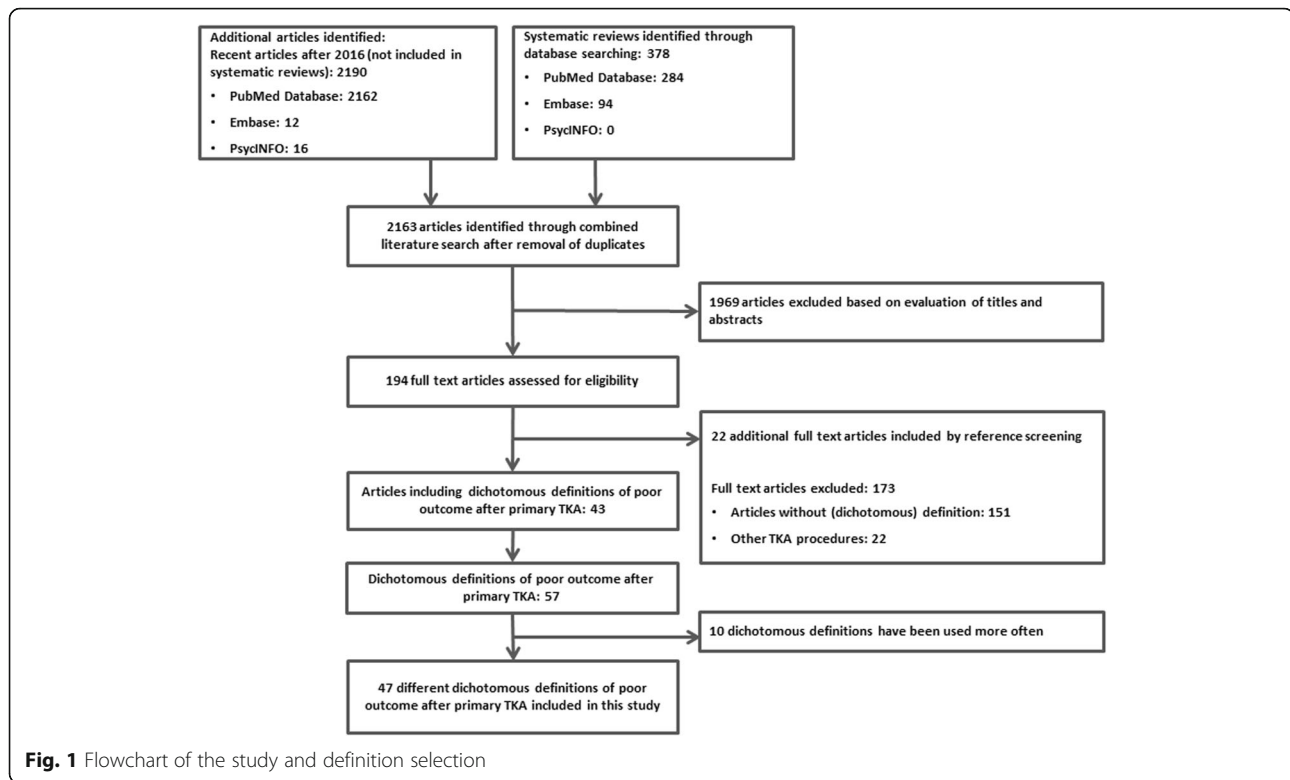 Additional articles identified:
Recent articles after 2016 (not included in
systematic reviews): 2190
• PubMed Database: 2162
• Embase: 12
• PsycINFO: 16
Systematic reviews identified through
database searching: 378
• PubMed Database: 284
• Embase: 94
• PsycINFO: 0
2163 articles identified through combined
literature search after removal of duplicates
1969 articles excluded based on evaluation of titles and
abstracts
194 full text articles assessed for eligibility
22 additional full text articles included by reference screening
Full text articles excluded: 173
• Articles without (dichotomous) definition: 151
• Other TKA procedures: 22
Articles including dichotomous definitions of poor
outcome after primary TKA: 43
Dichotomous definitions of poor outcome after
primary TKA: 57
10 dichotomous definitions have been used more often
47 different dichotomous definitions of poor
outcome after primary TKA included in this study
Fig. 1 Flowchart of the study and definition selection